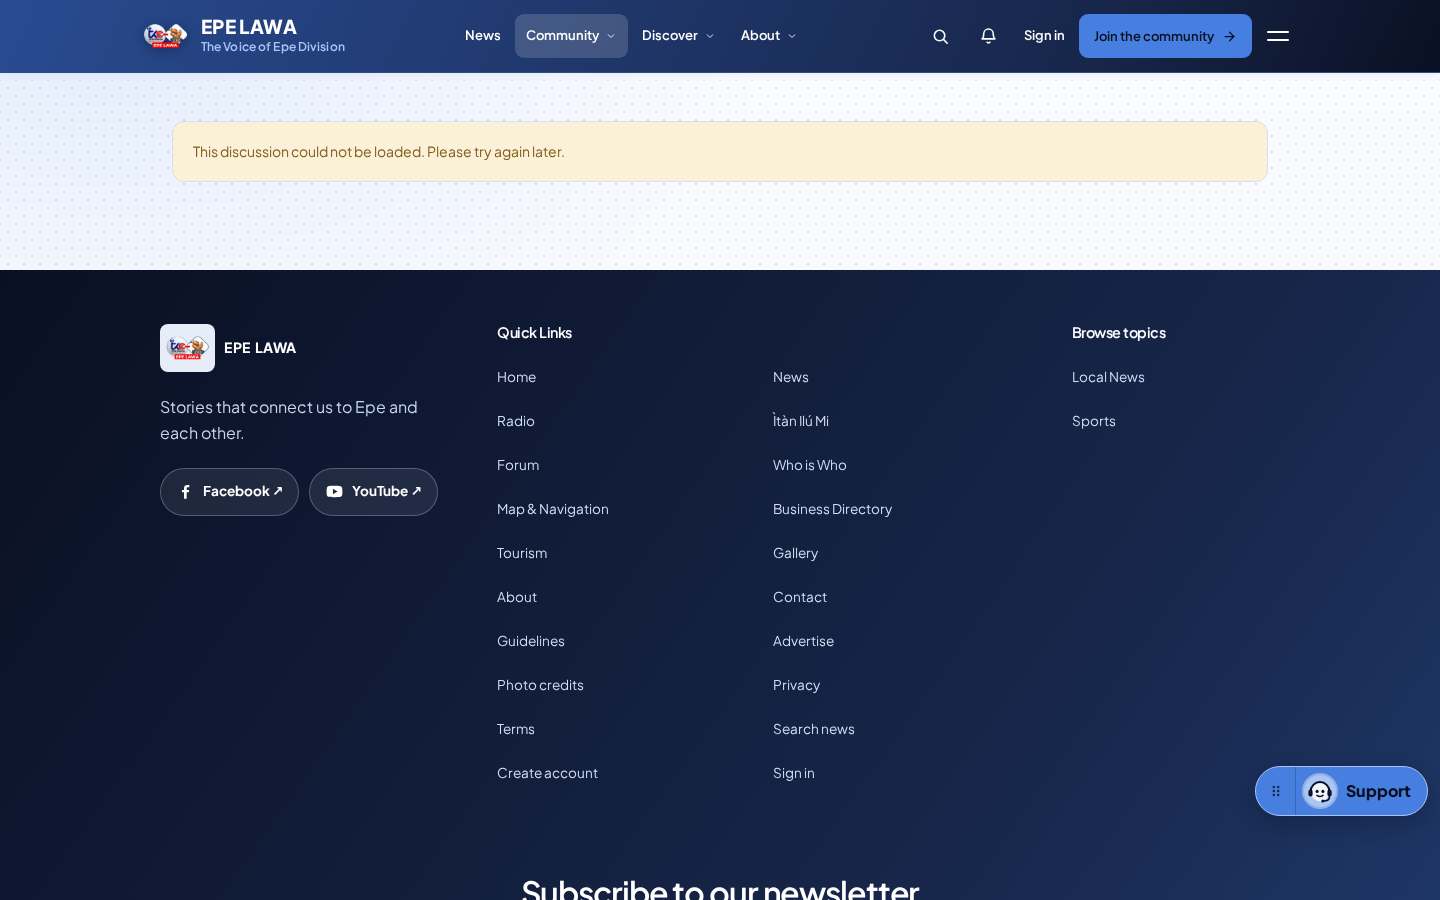 EPE LAWA
The Voice of Epe Division
News
Community
Discover
About
Sign in
Join the community
This discussion could not be loaded. Please try again later.
EPE LAWA
Stories that connect us to Epe and
each other.
Facebook ↗
YouTube ↗
Quick Links
Home
News
Radio
Ìtàn Ilú Mi
Forum
Who is Who
Map & Navigation
Business Directory
Tourism
Gallery
About
Contact
Guidelines
Advertise
Photo credits
Privacy
Terms
Search news
Create account
Sign in
Browse topics
Local News
Sports
Support
Subscribe to our newsletter